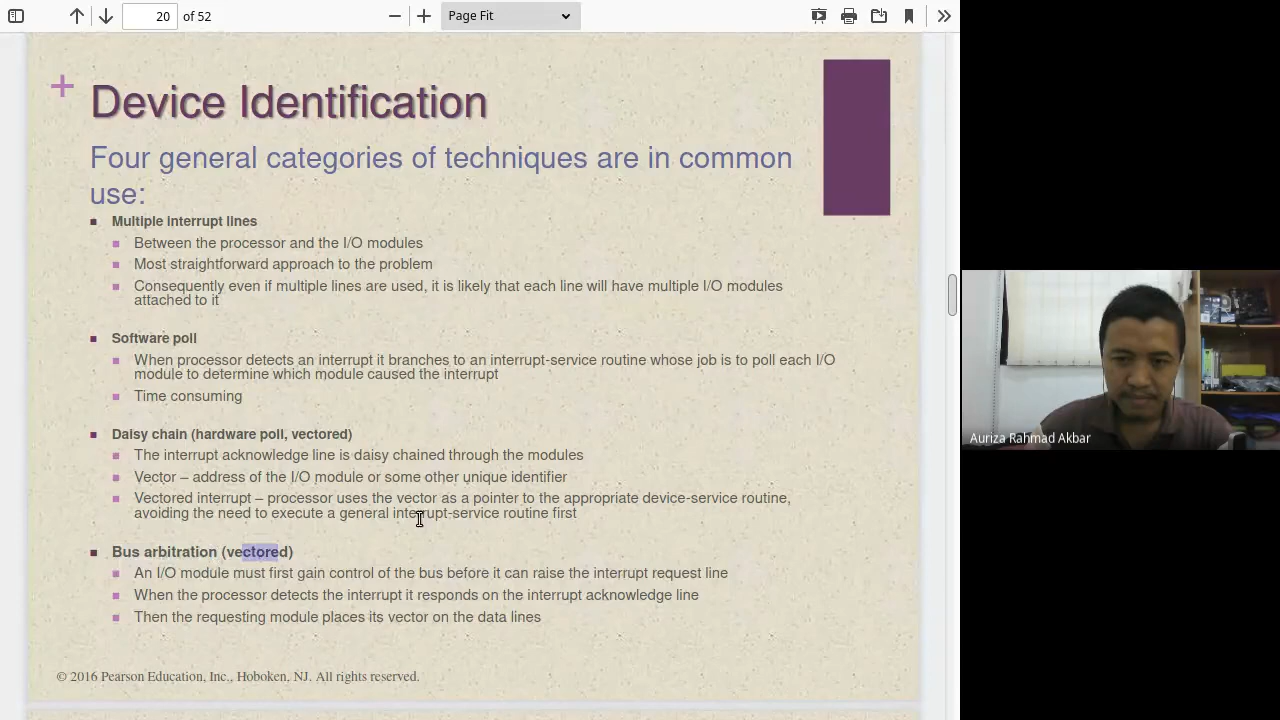 20 of 52
Page Fit
+
Device Identification
Four general categories of techniques are in common
use:
Multiple interrupt lines
Between the processor and the I/O modules
Most straightforward approach to the problem
Consequently even if multiple lines are used, it is likely that each line will have multiple I/O modules
attached to it
Software poll
When processor detects an interrupt it branches to an interrupt-service routine whose job is to poll each I/O
module to determine which module caused the interrupt
Time consuming
Daisy chain (hardware poll, vectored)
The interrupt acknowledge line is daisy chained through the modules
Vector – address of the I/O module or some other unique identifier
Vectored interrupt – processor uses the vector as a pointer to the appropriate device-service routine,
avoiding the need to execute a general interrupt-service routine first
Bus arbitration (vectored)
An I/O module must first gain control of the bus before it can raise the interrupt request line
When the processor detects the interrupt it responds on the interrupt acknowledge line
Then the requesting module places its vector on the data lines
© 2016 Pearson Education, Inc., Hoboken, NJ. All rights reserved.
Auriza Rahmad Akbar